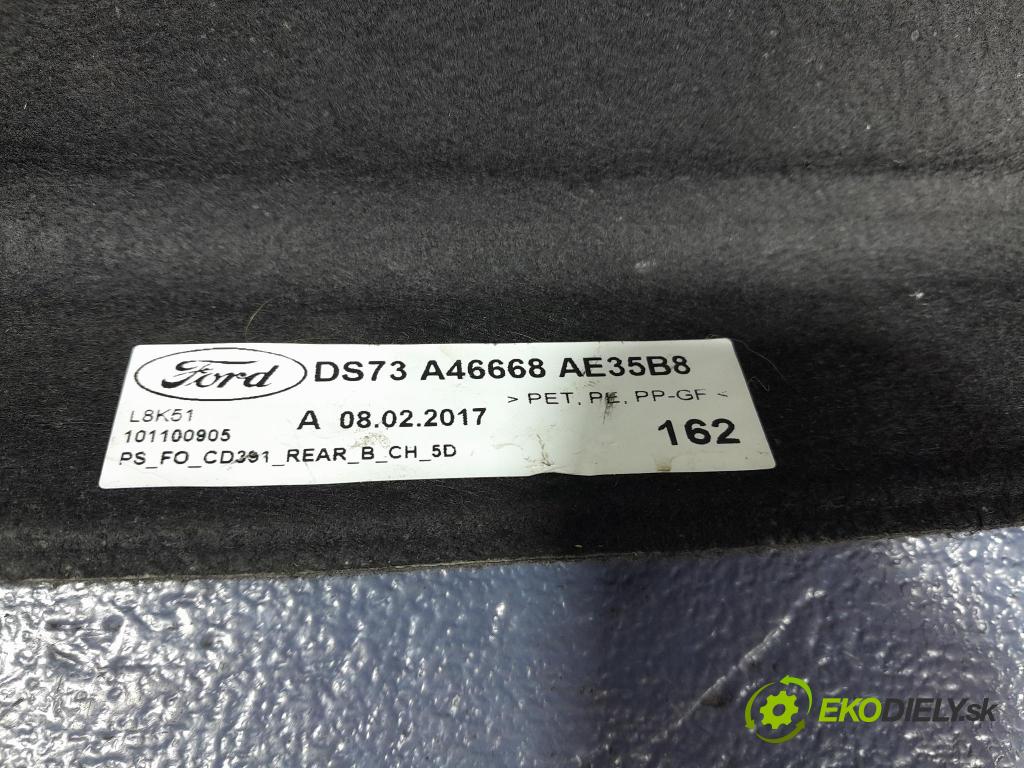 Ford DS73 A46668 AE35B8
> PET, PE, PP-GF <
L8K51
A 08.02.2017
101100905
162
PS_FO_CD391_REAR_B_CH_5D
EKODIELY.sk